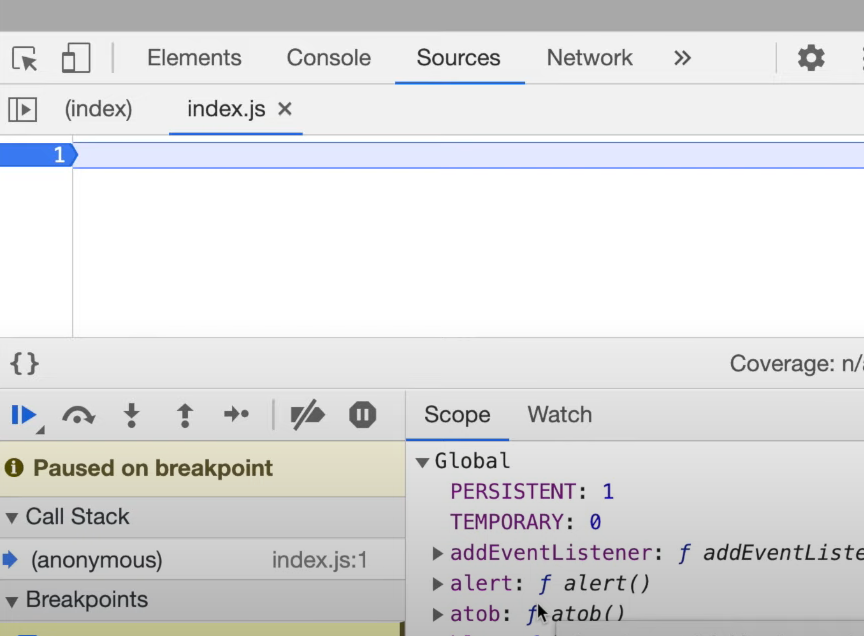 Elements Console Sources Network »
(index) index.js ×
1
{} Coverage: n/
Scope Watch
Paused on breakpoint
Global
PERSISTENT: 1
TEMPORARY: 0
Call Stack
(anonymous) index.js:1
addEventListener: ƒ addEventListe
alert: ƒ alert()
Breakpoints
atob: ƒ atob()